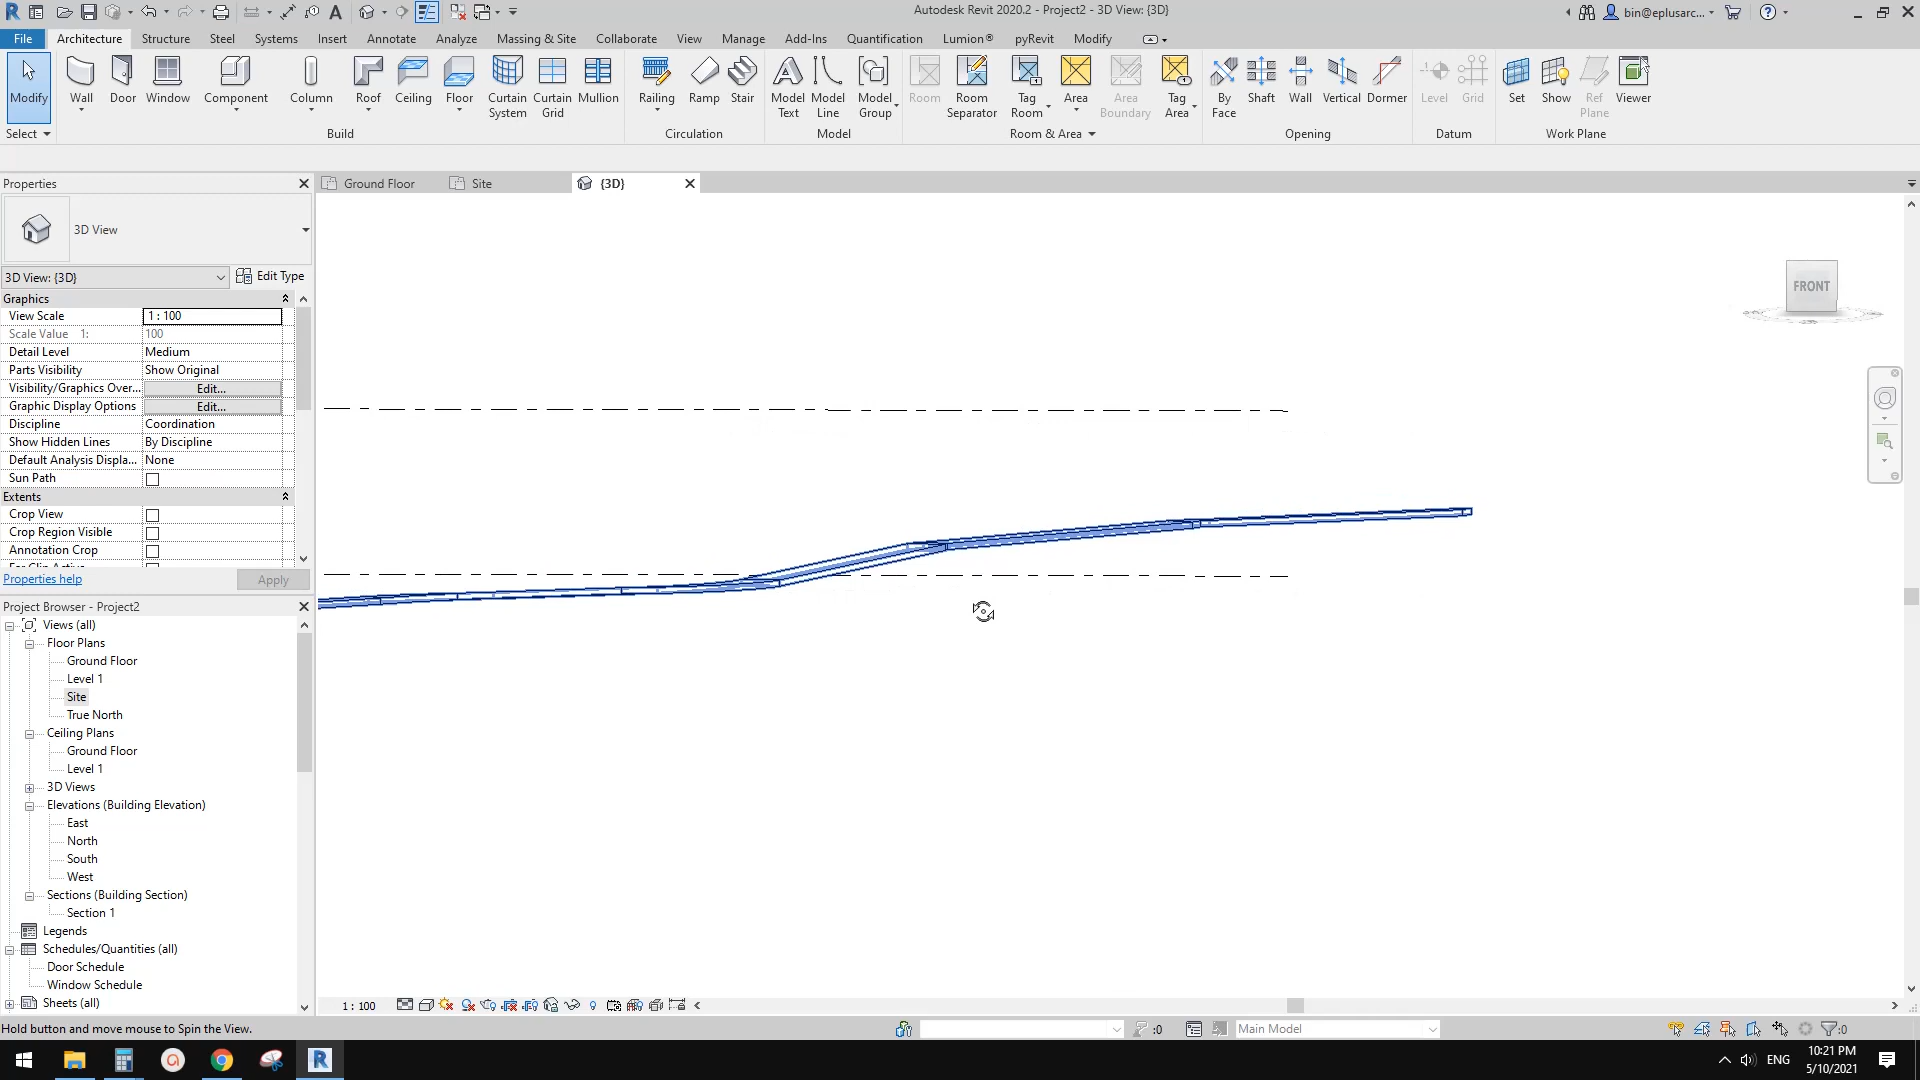 Autodesk Revit 2020.2 - Project2 - 3D View: {3D}
bin@eplusarc...
File Architecture Structure Steel Systems Insert Annotate Analyze Massing & Site Collaborate View Manage Add-Ins Quantification Lumion® pyRevit Modify
Modify
Wall
Door
Window
Component
Column
Roof
Ceiling
Floor
Curtain System
Curtain Grid
Mullion
Railing
Ramp
Stair
Model Text
Model Line
Model Group
Room
Room Separator
Tag Room
Area
Area Boundary
Tag Area
By Face
Shaft
Wall
Vertical
Dormer
Level
Grid
Set
Show
Ref Plane
Viewer
Select Build Circulation Model Room & Area Opening Datum Work Plane
Properties
Ground Floor Site {3D}
3D View
3D View: {3D} Edit Type
Graphics
View Scale 1 : 100
Scale Value 1: 100
Detail Level Medium
Parts Visibility Show Original
Visibility/Graphics Over... Edit...
Graphic Display Options Edit...
Discipline Coordination
Show Hidden Lines By Discipline
Default Analysis Displa... None
Sun Path
Extents
Crop View
Crop Region Visible
Annotation Crop
Properties help Apply
Project Browser - Project2
Views (all)
Floor Plans
Ground Floor
Level 1
Site
True North
Ceiling Plans
Ground Floor
Level 1
3D Views
Elevations (Building Elevation)
East
North
South
West
Sections (Building Section)
Section 1
Legends
Schedules/Quantities (all)
Door Schedule
Window Schedule
Sheets (all)
FRONT
1 : 100
Hold button and move mouse to Spin the View.
:0
Main Model
:0
ENG
10:21 PM
5/10/2021